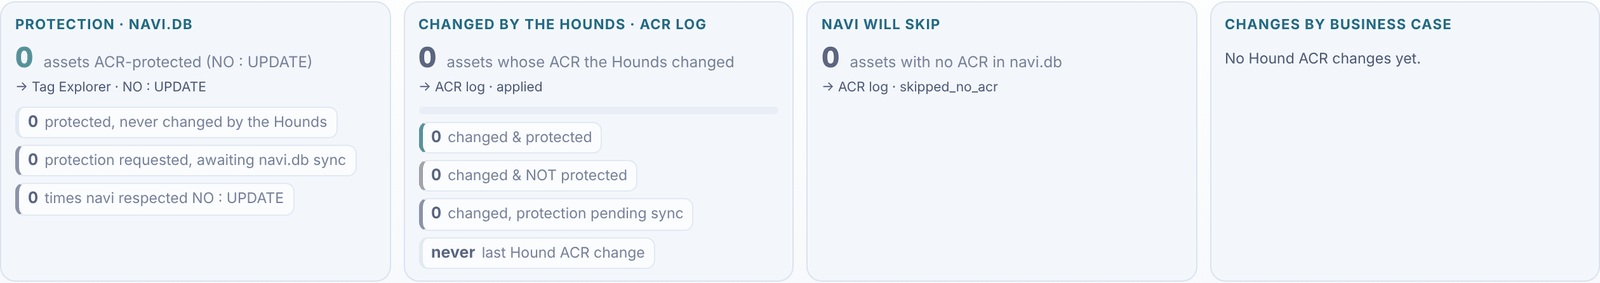 PROTECTION · NAVI.DB
0 assets ACR-protected (NO : UPDATE)
→ Tag Explorer · NO : UPDATE
0 protected, never changed by the Hounds
0 protection requested, awaiting navi.db sync
0 times navi respected NO : UPDATE
CHANGED BY THE HOUNDS · ACR LOG
0 assets whose ACR the Hounds changed
→ ACR log · applied
0 changed & protected
0 changed & NOT protected
0 changed, protection pending sync
never last Hound ACR change
NAVI WILL SKIP
0 assets with no ACR in navi.db
→ ACR log · skipped_no_acr
CHANGES BY BUSINESS CASE
No Hound ACR changes yet.